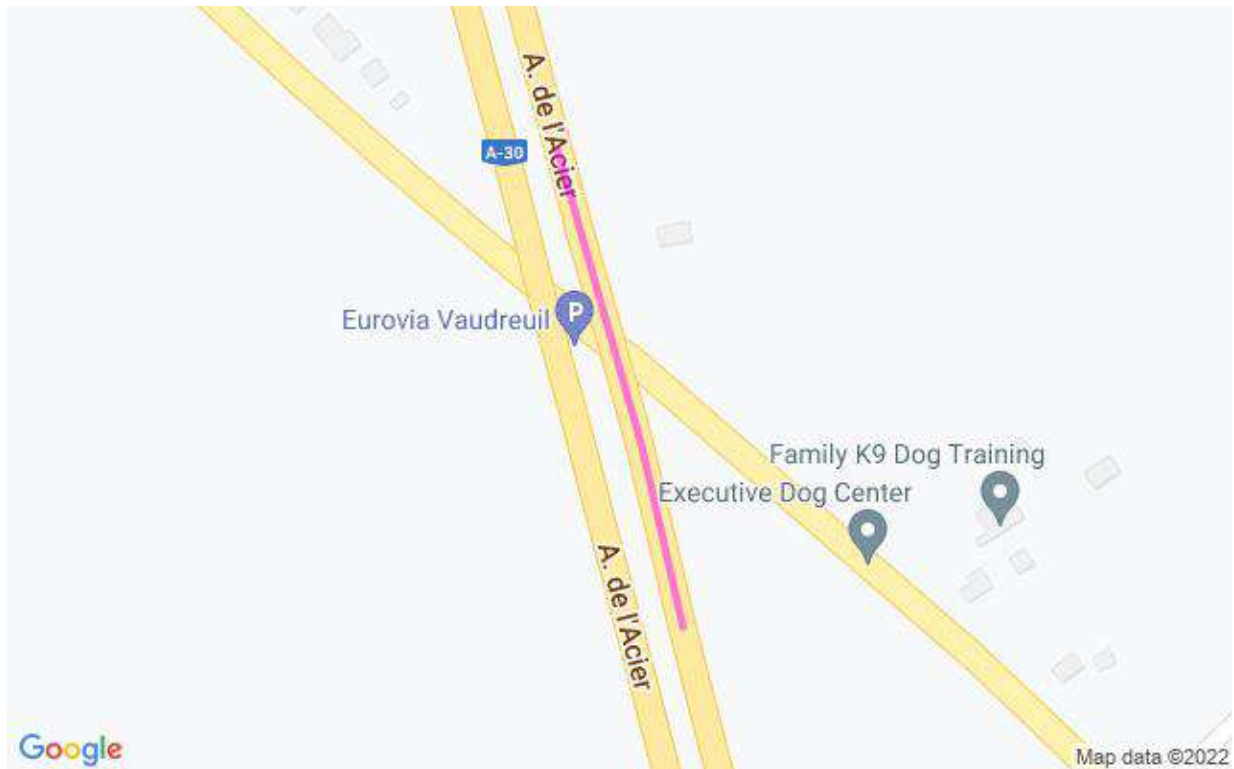 A. de l'Acier
A-30
Eurovia Vaudreuil
P
Family K9 Dog Training
Executive Dog Center
A. de l'Acier
Google
Map data ©2022